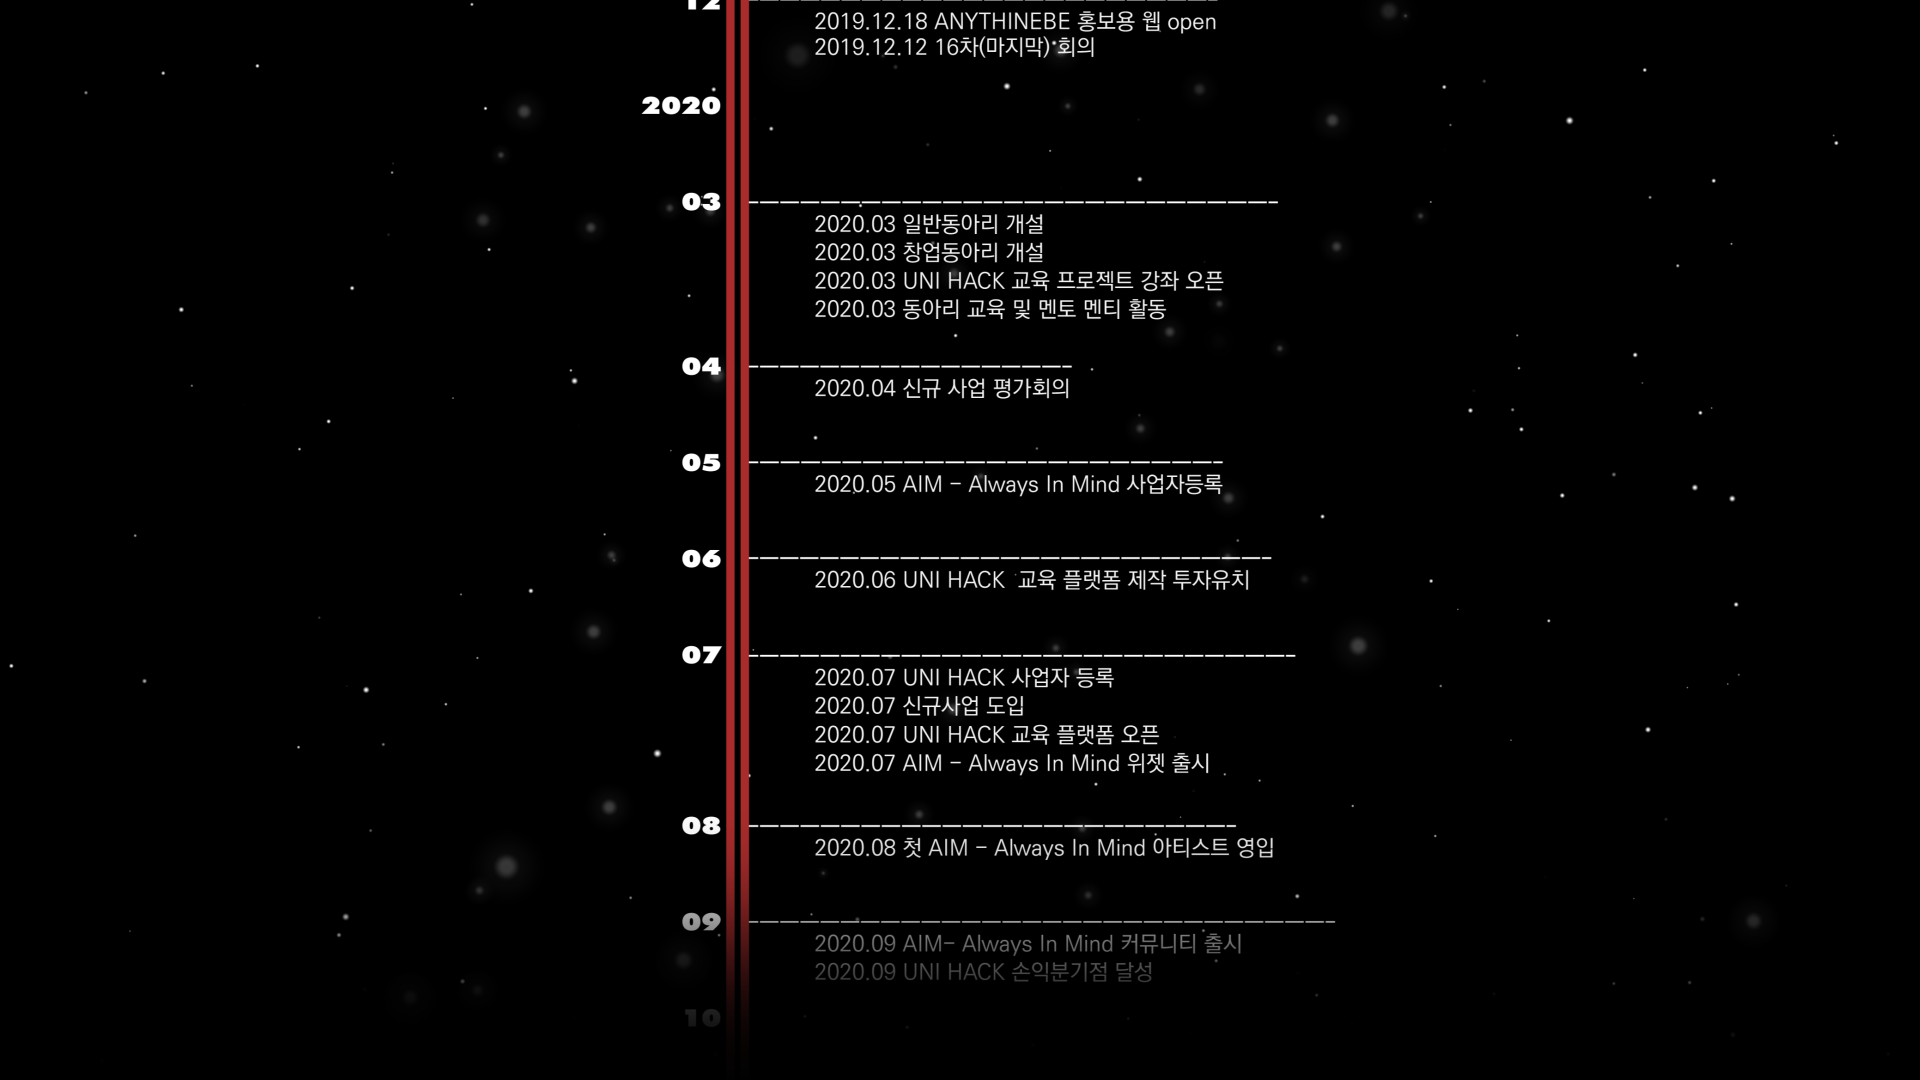 12
2019.12.18 ANYTHINEBE 홍보용 웹 open
2019.12.12 16차(마지막) 회의
2020
03
2020.03 일반동아리 개설
2020.03 창업동아리 개설
2020.03 UNI HACK 교육 프로젝트 강좌 오픈
2020.03 동아리 교육 및 멘토 멘티 활동
04
2020.04 신규 사업 평가회의
05
2020.05 AIM - Always In Mind 사업자등록
06
2020.06 UNI HACK 교육 플랫폼 제작 투자유치
07
2020.07 UNI HACK 사업자 등록
2020.07 신규사업 도입
2020.07 UNI HACK 교육 플랫폼 오픈
2020.07 AIM - Always In Mind 위젯 출시
08
2020.08 첫 AIM - Always In Mind 아티스트 영입
09
2020.09 AIM- Always In Mind 커뮤니티 출시
2020.09 UNI HACK 손익분기점 달성
10